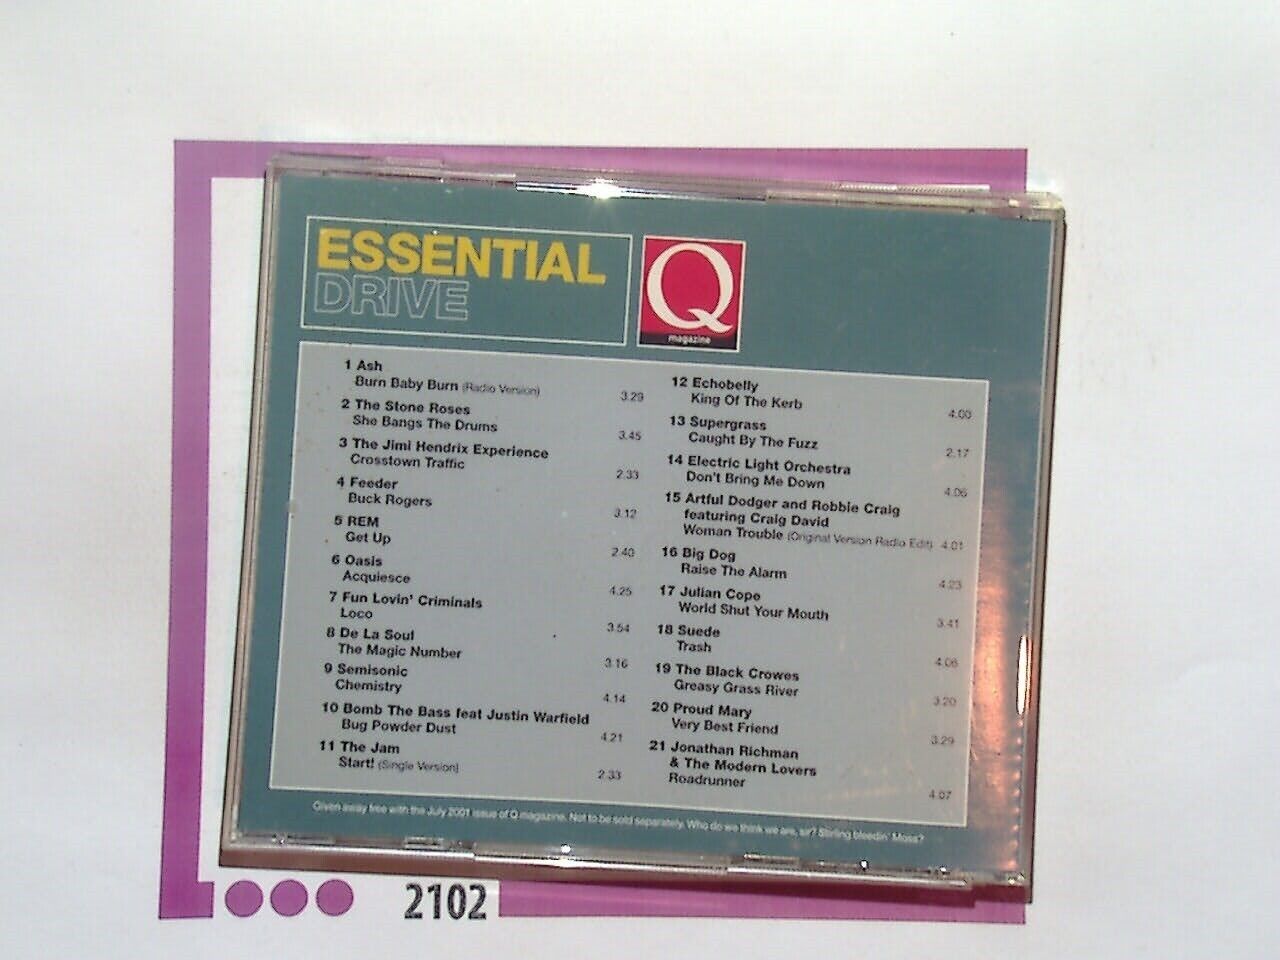 ESSENTIAL
DRIVE
Q
magazine
1 Ash
Burn Baby Burn (Radio Version) 3.29
2 The Stone Roses
She Bangs The Drums 3.45
3 The Jimi Hendrix Experience
Crosstown Traffic 2.33
4 Feeder
Buck Rogers 3.12
5 REM
Get Up 2.40
6 Oasis
Acquiesce 4.25
7 Fun Lovin' Criminals
Loco 3.54
8 De La Soul
The Magic Number 3.16
9 Semisonic
Chemistry 4.14
10 Bomb The Bass feat Justin Warfield
Bug Powder Dust 4.21
11 The Jam
Start! (Single Version) 2.33
12 Echobelly
King Of The Kerb 4.00
13 Supergrass
Caught By The Fuzz 2.17
14 Electric Light Orchestra
Don't Bring Me Down 4.06
15 Artful Dodger and Robbie Craig
featuring Craig David
Woman Trouble (Original Version Radio Edit) 4.01
16 Big Dog
Raise The Alarm 4.23
17 Julian Cope
World Shut Your Mouth 3.41
18 Suede
Trash 4.06
19 The Black Crowes
Greasy Grass River 3.20
20 Proud Mary
Very Best Friend 3.29
21 Jonathan Richman
& The Modern Lovers
Roadrunner 4.07
Given away free with the July 2001 issue of Q magazine. Not to be sold separately. Who do we think we are, sir? Stirling bleedin' Moss?
2102